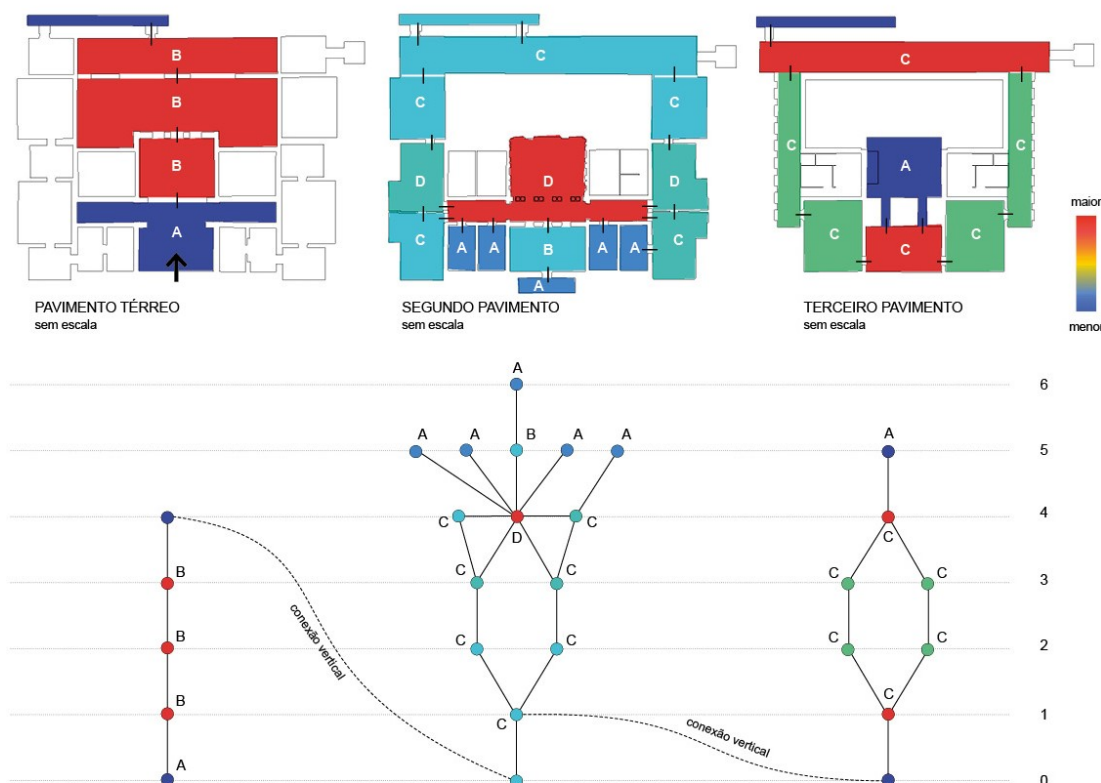 B
C
C
B
C
C
C
C
B
A
D
D
D
A
C
A
A
B
A
A
C
C
C
C
A
maior
menor
PAVIMENTO TÉRREO
sem escala
SEGUNDO PAVIMENTO
sem escala
TERCEIRO PAVIMENTO
sem escala
A
6
A
A
B
A
A
A
5
C
D
C
C
4
B
C
C
C
C
3
conexão vertical
B
C
C
C
C
2
B
C
C
1
conexão vertical
A
0